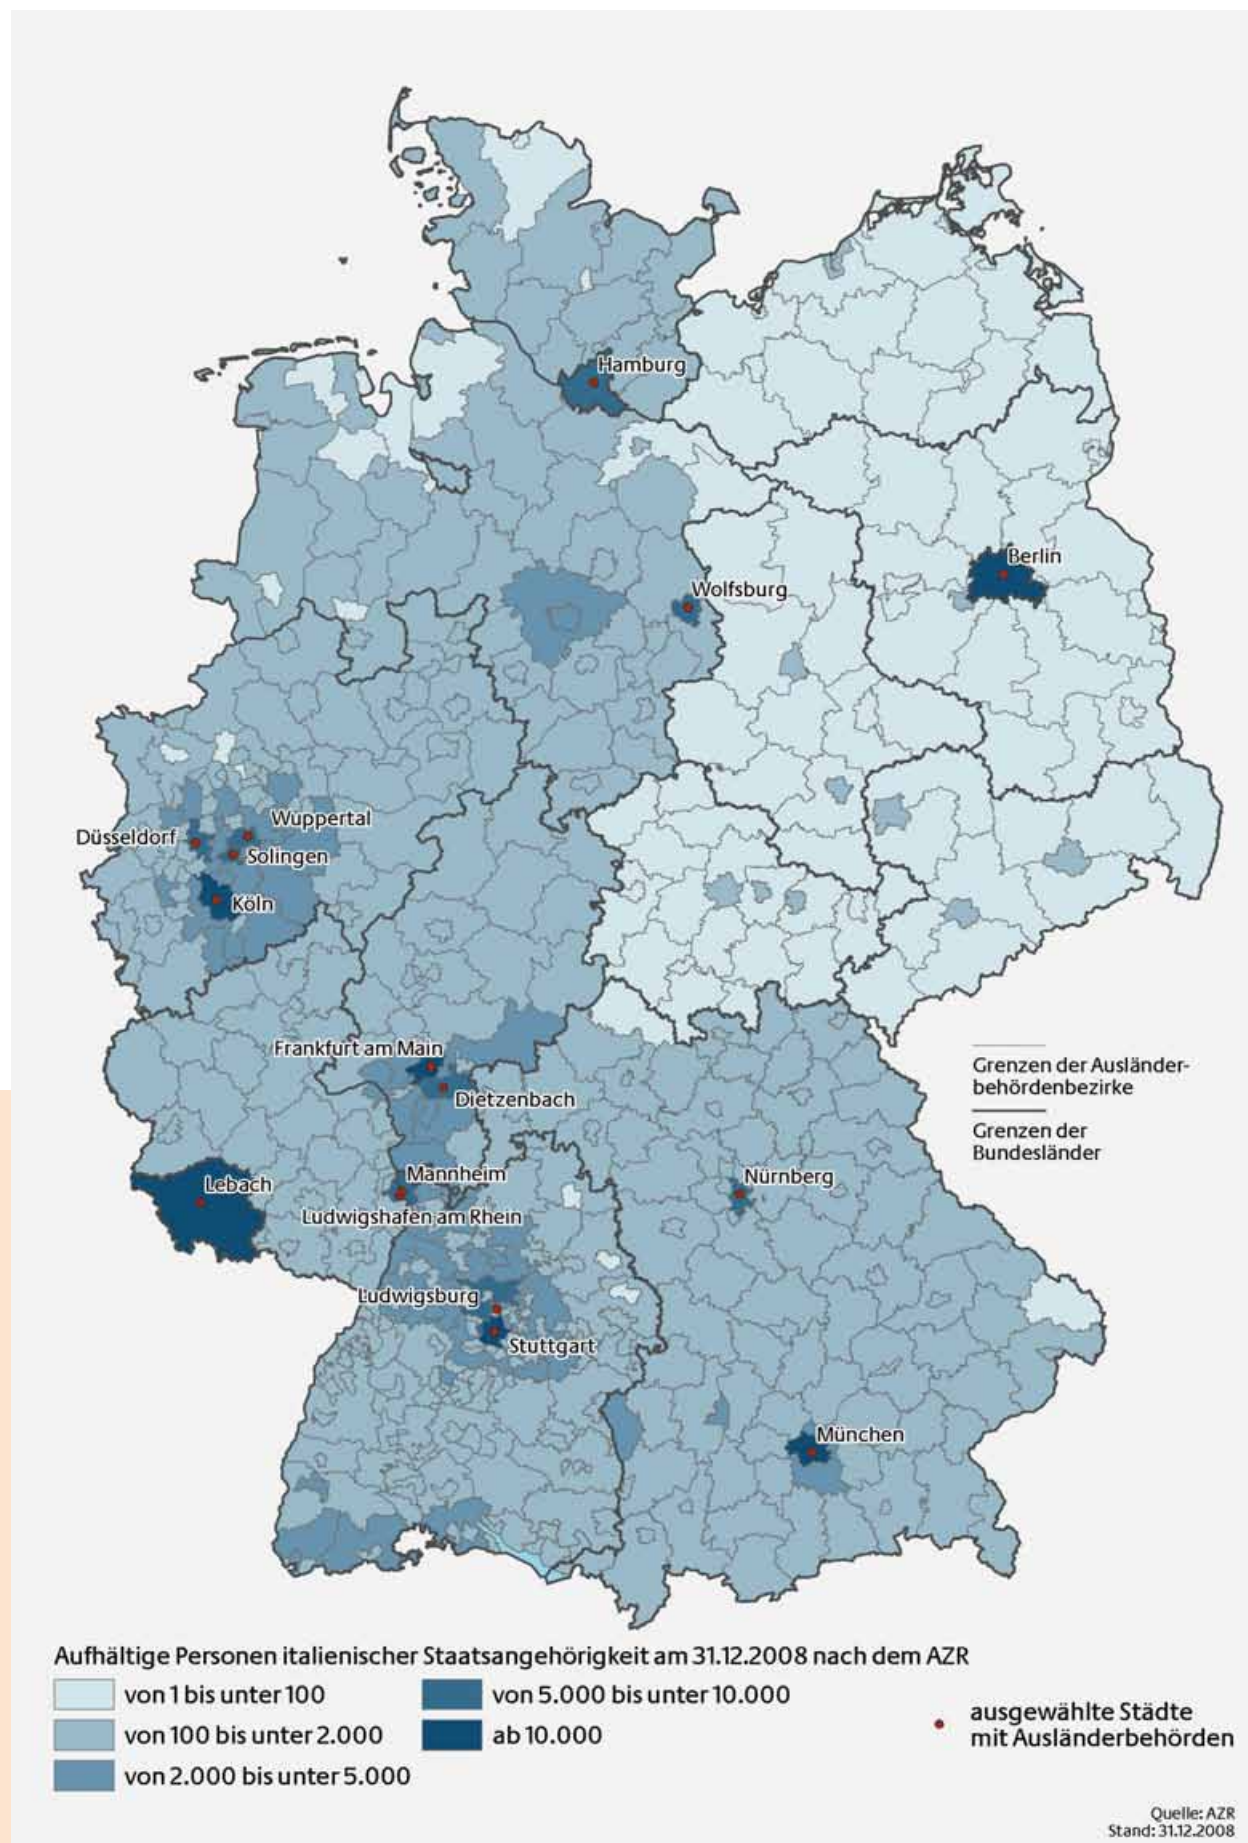 Hamburg
Berlin
Wolfsburg
Wuppertal
Düsseldorf
Solingen
Köln
Frankfurt am Main
Grenzen der Ausländer-
behördenbezirke
Dietzenbach
Grenzen der
Bundesländer
Lebach
Mannheim
Nürnberg
Ludwigshafen am Rhein
Ludwigsburg
Stuttgart
München
Aufhältige Personen italienischer Staatsangehörigkeit am 31.12.2008 nach dem AZR
von 1 bis unter 100
von 100 bis unter 2.000
von 2.000 bis unter 5.000
von 5.000 bis unter 10.000
ab 10.000
ausgewählte Städte
mit Ausländerbehörden
Quelle: AZR
Stand: 31.12.2008